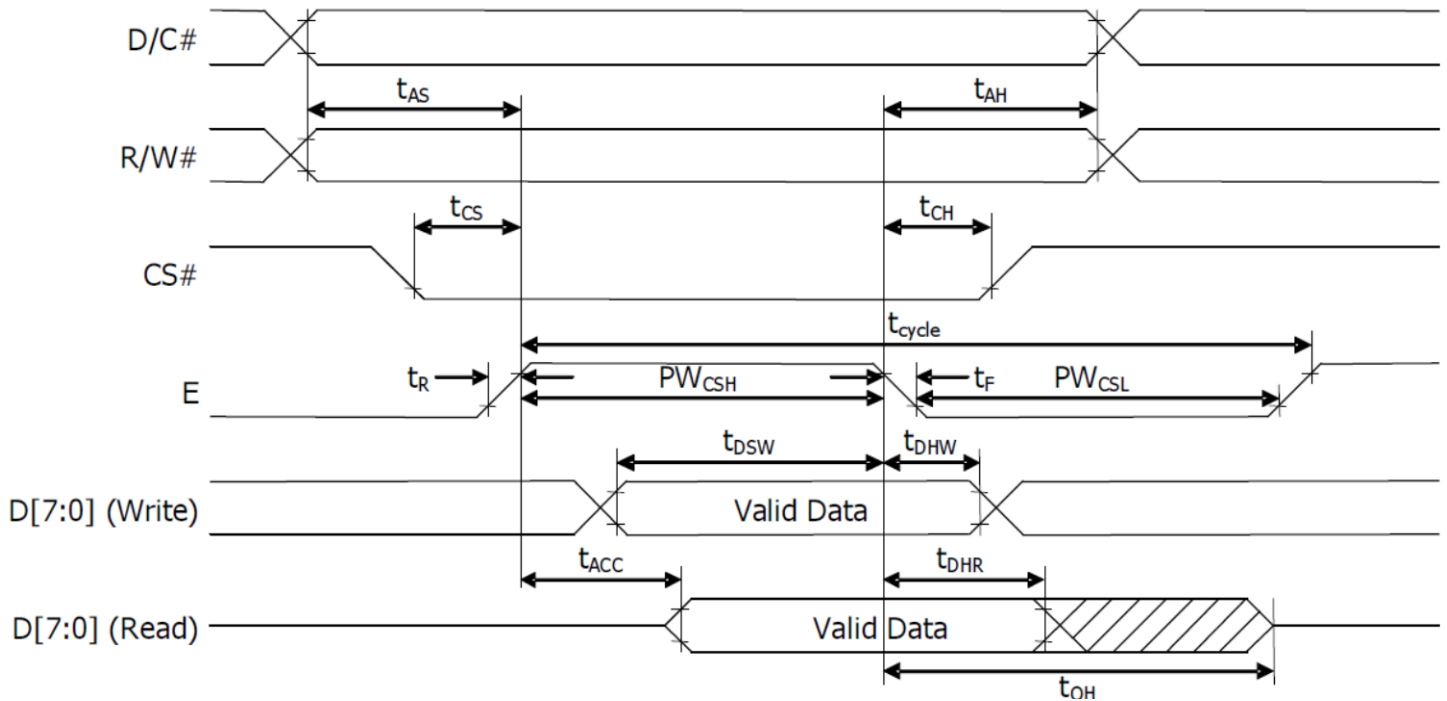 D/C#
tAS
tAH
R/W#
tCS
tCH
CS#
tcycle
tR
PWCSH
tF
PWCSL
E
tDSW
tDHW
D[7:0] (Write)
Valid Data
tACC
tDHR
D[7:0] (Read)
Valid Data
tOH